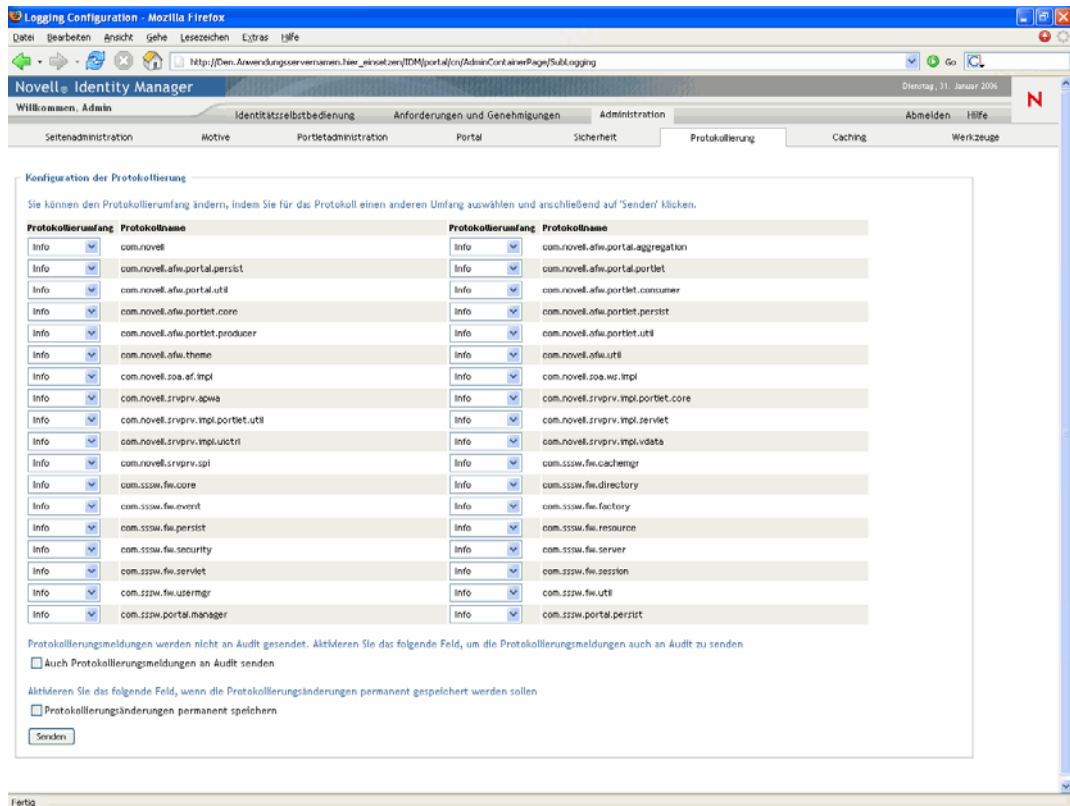 Logging Configuration - Mozilla Firefox
Datei Bearbeiten Ansicht Gehe Lesezeichen Extras Hilfe
http://Den.Anwendungsservernamen.hier_einsetzen/IDM/portal/cn/AdminContainerPage/SubLogging Go
Novell® Identity Manager Dienstag, 31. Januar 2006
N
Willkommen, Admin
Identitätsselbstbedienung Anforderungen und Genehmigungen Administration Abmelden Hilfe
Seitenadministration Motive Portletadministration Portal Sicherheit Protokollierung Caching Werkzeuge
Konfiguration der Protokollierung
Sie können den Protokollierumfang ändern, indem Sie für das Protokoll einen anderen Umfang auswählen und anschließend auf 'Senden' klicken.
Protokollierumfang Protokollname Protokollierumfang Protokollname
Info com.novell Info com.novell.afw.portal.aggregation
Info com.novell.afw.portal.persist Info com.novell.afw.portal.portlet
Info com.novell.afw.portal.util Info com.novell.afw.portlet.consumer
Info com.novell.afw.portlet.core Info com.novell.afw.portlet.persist
Info com.novell.afw.portlet.producer Info com.novell.afw.portlet.util
Info com.novell.afw.theme Info com.novell.afw.util
Info com.novell.soa.af.impl Info com.novell.soa.ws.impl
Info com.novell.srvprv.apwa Info com.novell.srvprv.impl.portlet.core
Info com.novell.srvprv.impl.portlet.util Info com.novell.srvprv.impl.servlet
Info com.novell.srvprv.impl.uictrl Info com.novell.srvprv.impl.vdata
Info com.novell.srvprv.spi Info com.sssw.fw.cachemgr
Info com.sssw.fw.core Info com.sssw.fw.directory
Info com.sssw.fw.event Info com.sssw.fw.factory
Info com.sssw.fw.persist Info com.sssw.fw.resource
Info com.sssw.fw.security Info com.sssw.fw.server
Info com.sssw.fw.servlet Info com.sssw.fw.session
Info com.sssw.fw.usermgr Info com.sssw.fw.util
Info com.sssw.portal.manager Info com.sssw.portal.persist
Protokollierungsmeldungen werden nicht an Audit gesendet. Aktivieren Sie das folgende Feld, um die Protokollierungsmeldungen auch an Audit zu senden
Auch Protokollierungsmeldungen an Audit senden
Aktivieren Sie das folgende Feld, wenn die Protokollierungsänderungen permanent gespeichert werden sollen
Protokollierungsänderungen permanent speichern
Senden
Fertig